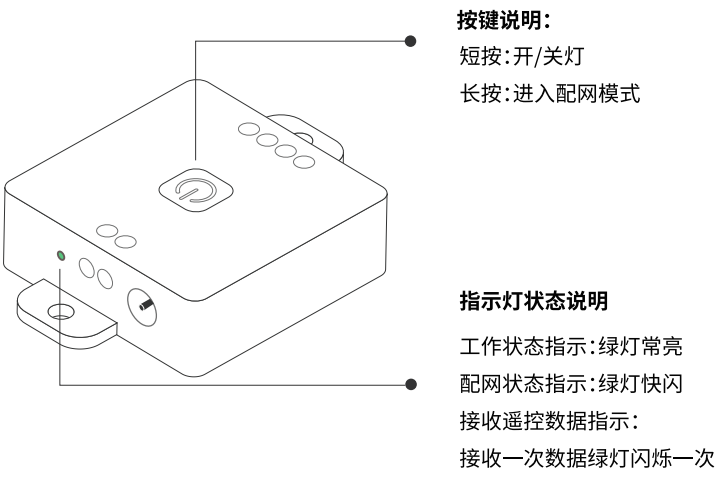 按键说明：
短按：开/关灯
长按：进入配网模式
指示灯状态说明
工作状态指示：绿灯常亮
配网状态指示：绿灯快闪
接收遥控数据指示：
接收一次数据绿灯闪烁一次